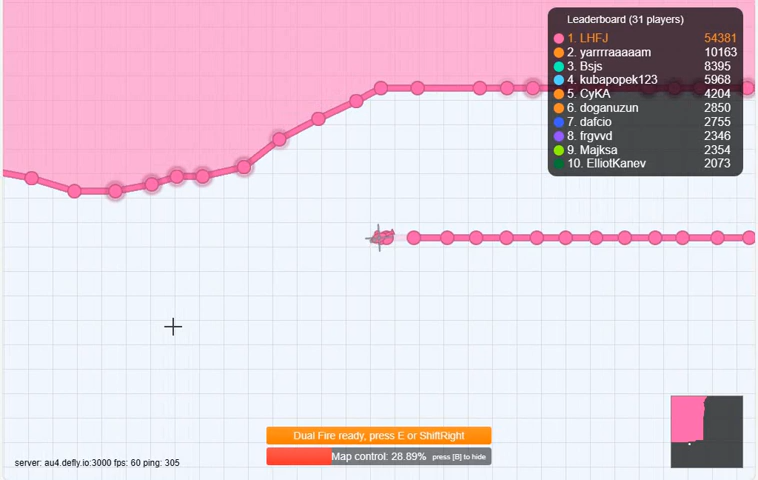 Leaderboard (31 players)
1. LHFJ 54381
2. yarrrraaaaam 10163
3. Bsjs 8395
4. kubapopek123 5968
5. CyKA 4204
6. doganuzun 2850
7. dafcio 2755
8. frgvvd 2346
9. Majksa 2354
10. ElliotKanev 2073
Dual Fire ready, press E or ShiftRight
Map control: 28.89% press [B] to hide
server: au4.defly.io:3000 fps: 60 ping: 305